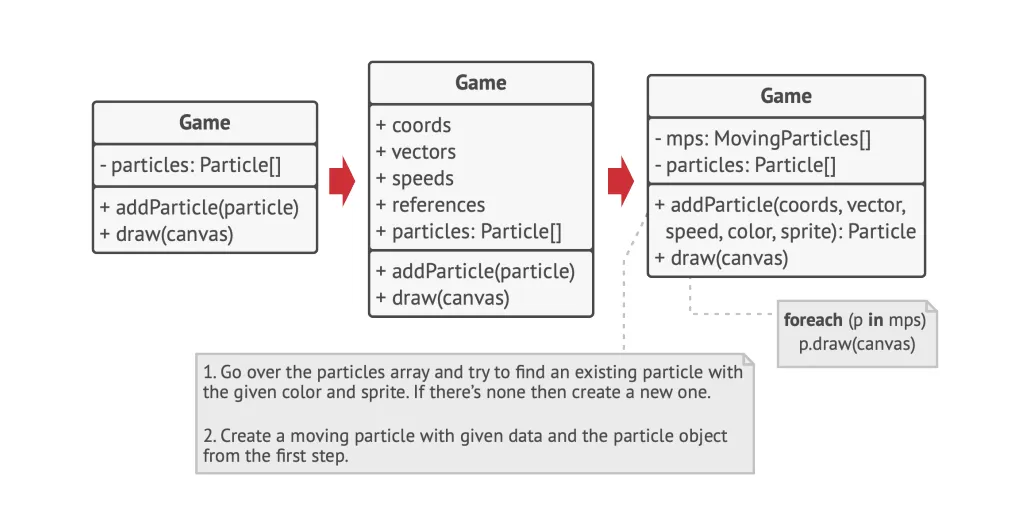 Game
- particles: Particle[]
+ addParticle(particle)
+ draw(canvas)
Game
+ coords
+ vectors
+ speeds
+ references
+ particles: Particle[]
+ addParticle(particle)
+ draw(canvas)
Game
- mps: MovingParticles[]
- particles: Particle[]
+ addParticle(coords, vector,
speed, color, sprite): Particle
+ draw(canvas)
foreach (p in mps)
p.draw(canvas)
1. Go over the particles array and try to find an existing particle with
the given color and sprite. If there’s none then create a new one.
2. Create a moving particle with given data and the particle object
from the first step.